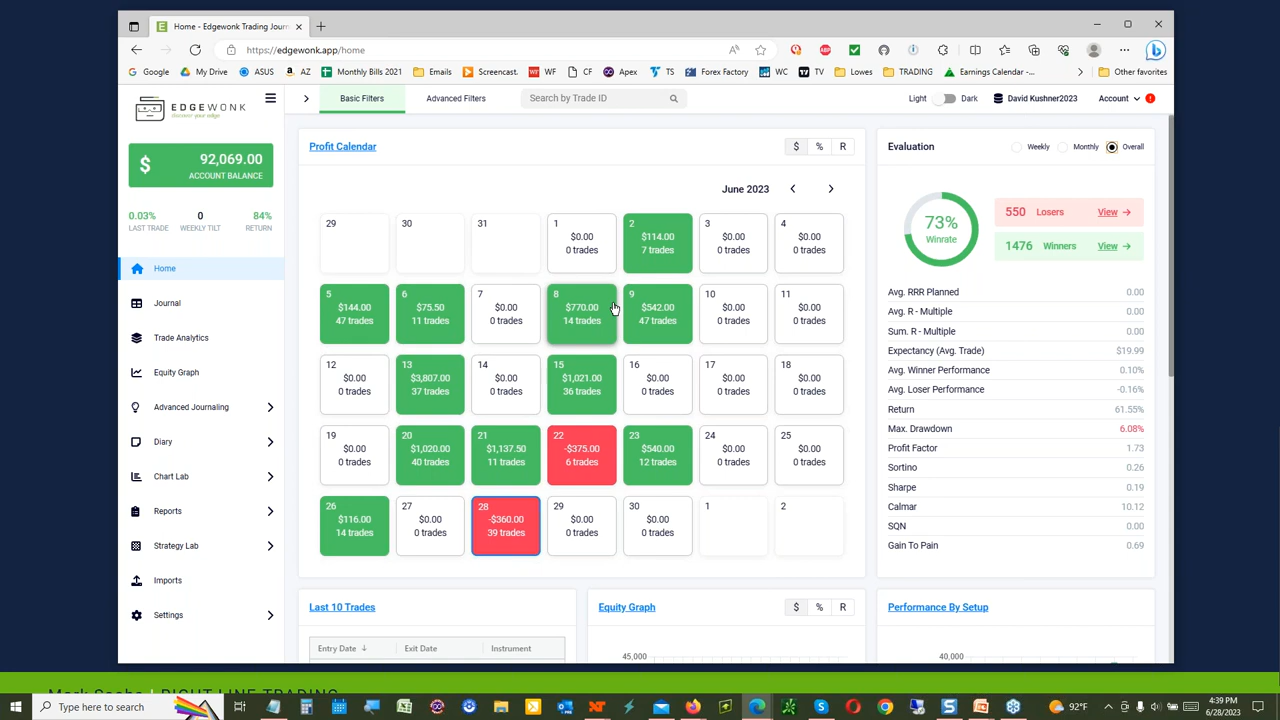 Home - Edgewonk Trading Journ
https://edgewonk.app/home
Google My Drive ASUS AZ Monthly Bills 2021 Emails Screencast. WF CF Apex TS Forex Factory WC TV Lowes TRADING Earnings Calendar -... Other favorites
EDGEWONK
discover your edge
Basic Filters Advanced Filters Search by Trade ID Light Dark David Kushner2023 Account
$ 92,069.00
ACCOUNT BALANCE
0.03% 0 84%
LAST TRADE WEEKLY TILT RETURN
Home
Journal
Trade Analytics
Equity Graph
Advanced Journaling
Diary
Chart Lab
Reports
Strategy Lab
Imports
Settings
Profit Calendar $ % R
June 2023
29 30 31 1 2 3 4
$0.00 $114.00 $0.00 $0.00
0 trades 7 trades 0 trades 0 trades
5 6 7 8 9 10 11
$144.00 $75.50 $0.00 $770.00 $542.00 $0.00 $0.00
47 trades 11 trades 0 trades 14 trades 47 trades 0 trades 0 trades
12 13 14 15 16 17 18
$0.00 $3,807.00 $0.00 $1,021.00 $0.00 $0.00 $0.00
0 trades 37 trades 0 trades 36 trades 0 trades 0 trades 0 trades
19 20 21 22 23 24 25
$0.00 $1,020.00 $1,137.50 -$375.00 $540.00 $0.00 $0.00
0 trades 40 trades 11 trades 6 trades 12 trades 0 trades 0 trades
26 27 28 29 30 1 2
$116.00 $0.00 -$360.00 $0.00 $0.00
14 trades 0 trades 39 trades 0 trades 0 trades
Evaluation Weekly Monthly Overall
73%
Winrate
550 Losers View →
1476 Winners View →
Avg. RRR Planned 0.00
Avg. R - Multiple 0.00
Sum. R - Multiple 0.00
Expectancy (Avg. Trade) $19.99
Avg. Winner Performance 0.10%
Avg. Loser Performance -0.16%
Return 61.55%
Max. Drawdown 6.08%
Profit Factor 1.73
Sortino 0.26
Sharpe 0.19
Calmar 10.12
SQN 0.00
Gain To Pain 0.69
Last 10 Trades
Entry Date ↓ Exit Date Instrument
Equity Graph $ % R
45,000
Performance By Setup
40,000
RIGHT LINE TRADING
Type here to search
92°F
4:39 PM
6/28/2023